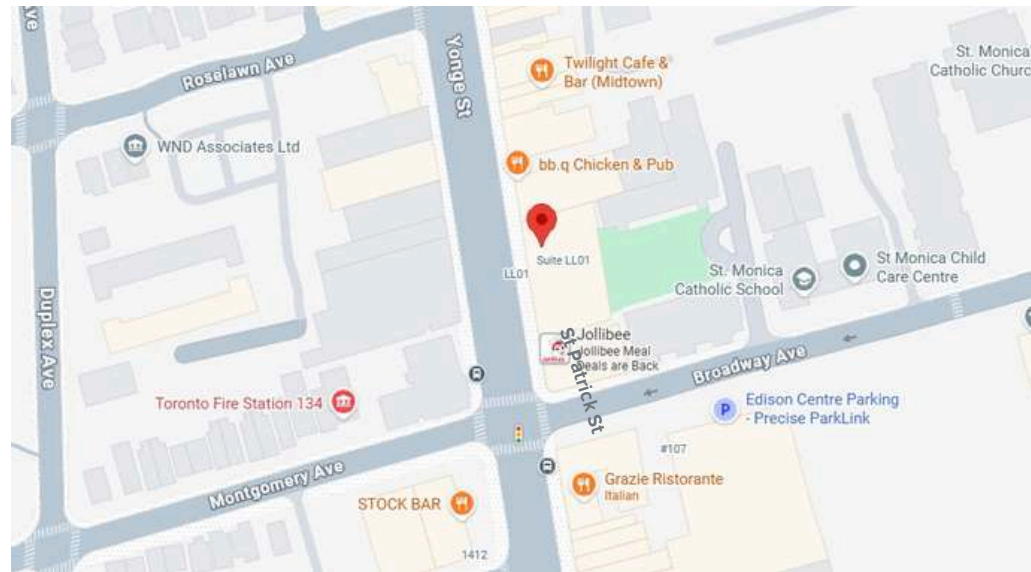 Ave
Roselawn Ave
Yonge St
Twilight Cafe &
Bar (Midtown)
St. Monica
Catholic Churc
WND Associates Ltd
bb.q Chicken & Pub
LL01
Suite LL01
St. Monica
Catholic School
St Monica Child
Care Centre
Duplex Ave
Jollibee
Jollibee Meal
Deals are Back
St Patrick St
Broadway Ave
Toronto Fire Station 134
P
Edison Centre Parking
- Precise ParkLink
Montgomery Ave
#107
STOCK BAR
Grazie Ristorante
Italian
1412